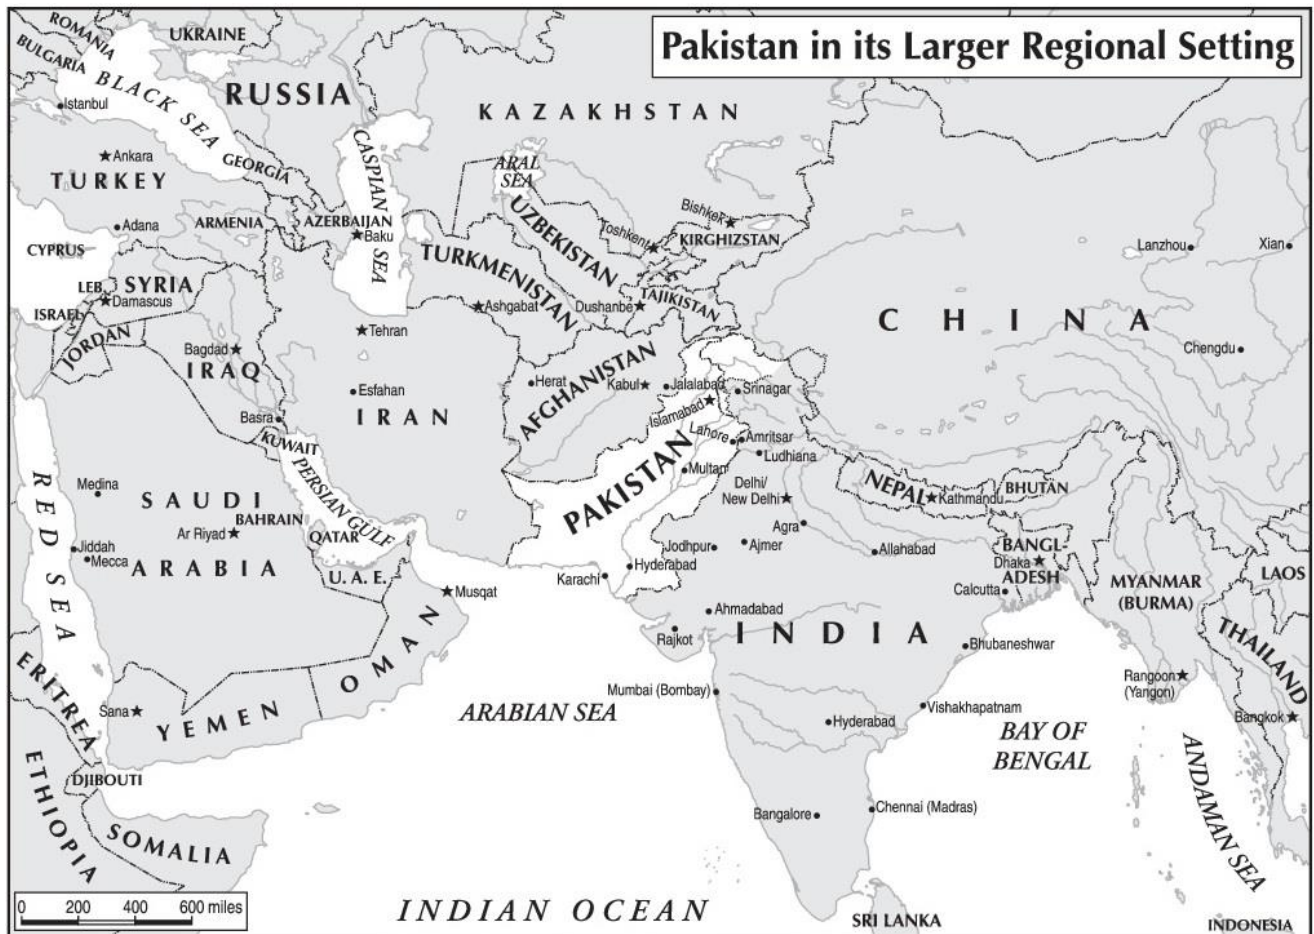 Pakistan in its Larger Regional Setting
ROMANIA
UKRAINE
BULGARIA
BLACK SEA
RUSSIA
KAZAKHSTAN
Istanbul
CASPIAN SEA
ARAL
SEA
Ankara
GEORGIA
TURKEY
Bishkek
UZBEKISTAN
Adana
ARMENIA
AZERBAIJAN
Baku
Toshkent
KIRGHIZSTAN
Lanzhou
Xian
CYPRUS
TURKMENISTAN
LEB.
SYRIA
Damascus
Ashgabat
Dushanbe
TAJIKISTAN
ISRAEL
JORDAN
Tehran
CHINA
Bagdad
IRAQ
AFGHANISTAN
Chengdu
Esfahan
Herat
Kabul
Jalalabad
Srinagar
IRAN
Islamabad
Basra
KUWAIT
Lahore
Amritsar
Ludhiana
PERSIAN GULF
PAKISTAN
Multan
RED SEA
Medina
SAUDI
ARABIA
Delhi/
New Delhi
NEPAL
Kathmandu
BHUTAN
BAHRAIN
Ar Riyad
QATAR
Agra
Jiddah
Mecca
Jodhpur
Ajmer
Allahabad
BANGL-
ADESH
Dhaka
U. A. E.
Karachi
Hyderabad
Calcutta
MYANMAR
(BURMA)
LAOS
Musqat
OMAN
Ahmadabad
Rajkot
INDIA
Bhubaneshwar
THAILAND
ERITREA
Rangoon
(Yangon)
Mumbai (Bombay)
Sana
YEMEN
ARABIAN SEA
Hyderabad
Vishakhapatnam
BAY OF
BENGAL
Bangkok
ETHIOPIA
DJIBOUTI
ANDAMAN SEA
SOMALIA
Bangalore
Chennai (Madras)
0 200 400 600 miles
INDIAN OCEAN
SRI LANKA
INDONESIA